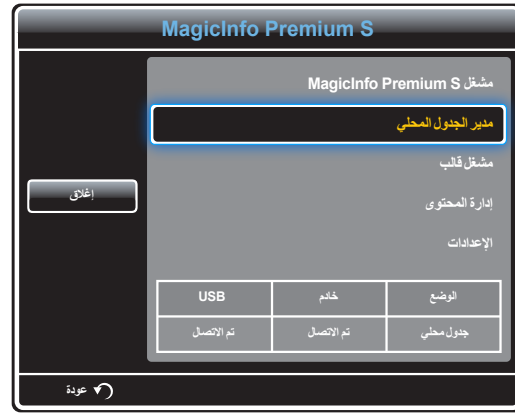 MagicInfo Premium S
مشغل MagicInfo Premium S
مدير الجدول المحلي
مشغل قالب
إدارة المحتوى
الإعدادات
إغلاق
الوضع خادم USB
جدول محلي تم الاتصال تم الاتصال
عودة